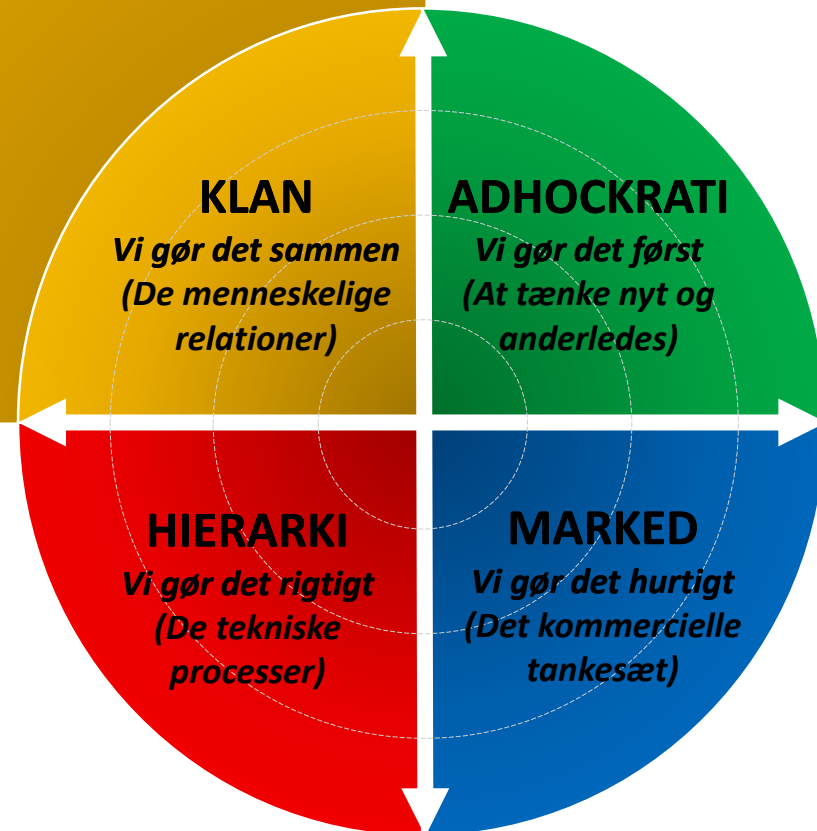 KLAN
Vi gør det sammen
(De menneskelige
relationer)
ADHOCKRATI
Vi gør det først
(At tænke nyt og
anderledes)
HIERARKI
Vi gør det rigtigt
(De tekniske
processer)
MARKED
Vi gør det hurtigt
(Det kommercielle
tankesæt)